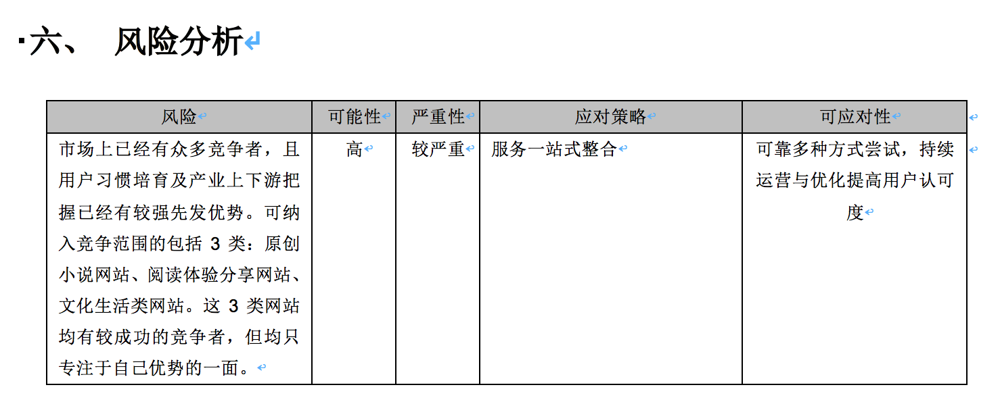 六、 风险分析
风险 可能性 严重性 应对策略 可应对性
市场上已经有众多竞争者，且
用户习惯培育及产业上下游把
握已经有较强先发优势。可纳
入竞争范围的包括 3 类：原创
小说网站、阅读体验分享网站、
文化生活类网站。这 3 类网站
均有较成功的竞争者，但均只
专注于自己优势的一面。
高
较严重
服务一站式整合
可靠多种方式尝试，持续
运营与优化提高用户认可
度